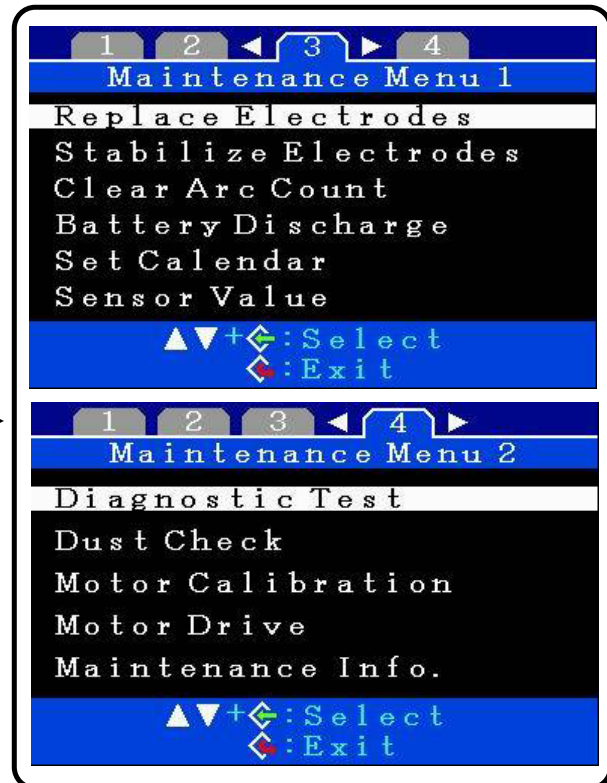 1 2 ◀ 3 ▶ 4
Maintenance Menu 1
Replace Electrodes
Stabilize Electrodes
Clear Arc Count
Battery Discharge
Set Calendar
Sensor Value
▲▼+:Select
:Exit
1 2 3 ◀ 4 ▶
Maintenance Menu 2
Diagnostic Test
Dust Check
Motor Calibration
Motor Drive
Maintenance Info.
▲▼+:Select
:Exit